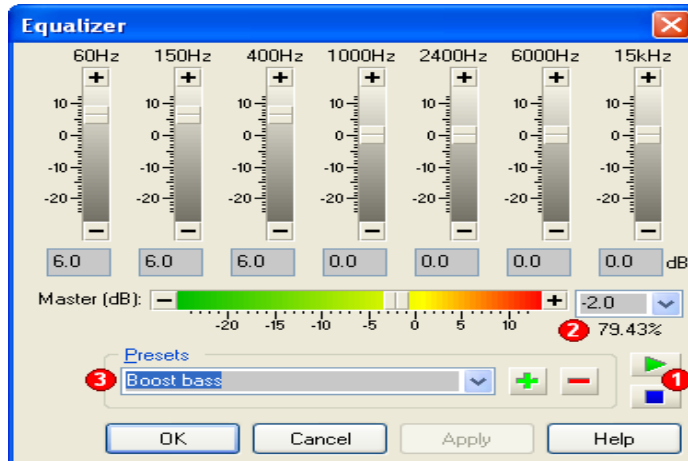 Equalizer
60Hz 150Hz 400Hz 1000Hz 2400Hz 6000Hz 15kHz
+ + + + + + +
10 10 10 10 10 10 10
0 0 0 0 0 0 0
-10 -10 -10 -10 -10 -10 -10
-20 -20 -20 -20 -20 -20 -20
− − − − − − −
6.0 6.0 6.0 0.0 0.0 0.0 0.0 dB
Master (dB): − + -2.0
-20 -15 -10 -5 0 5 10
2 79.43%
Presets
3 Boost bass + − 1
OK Cancel Apply Help